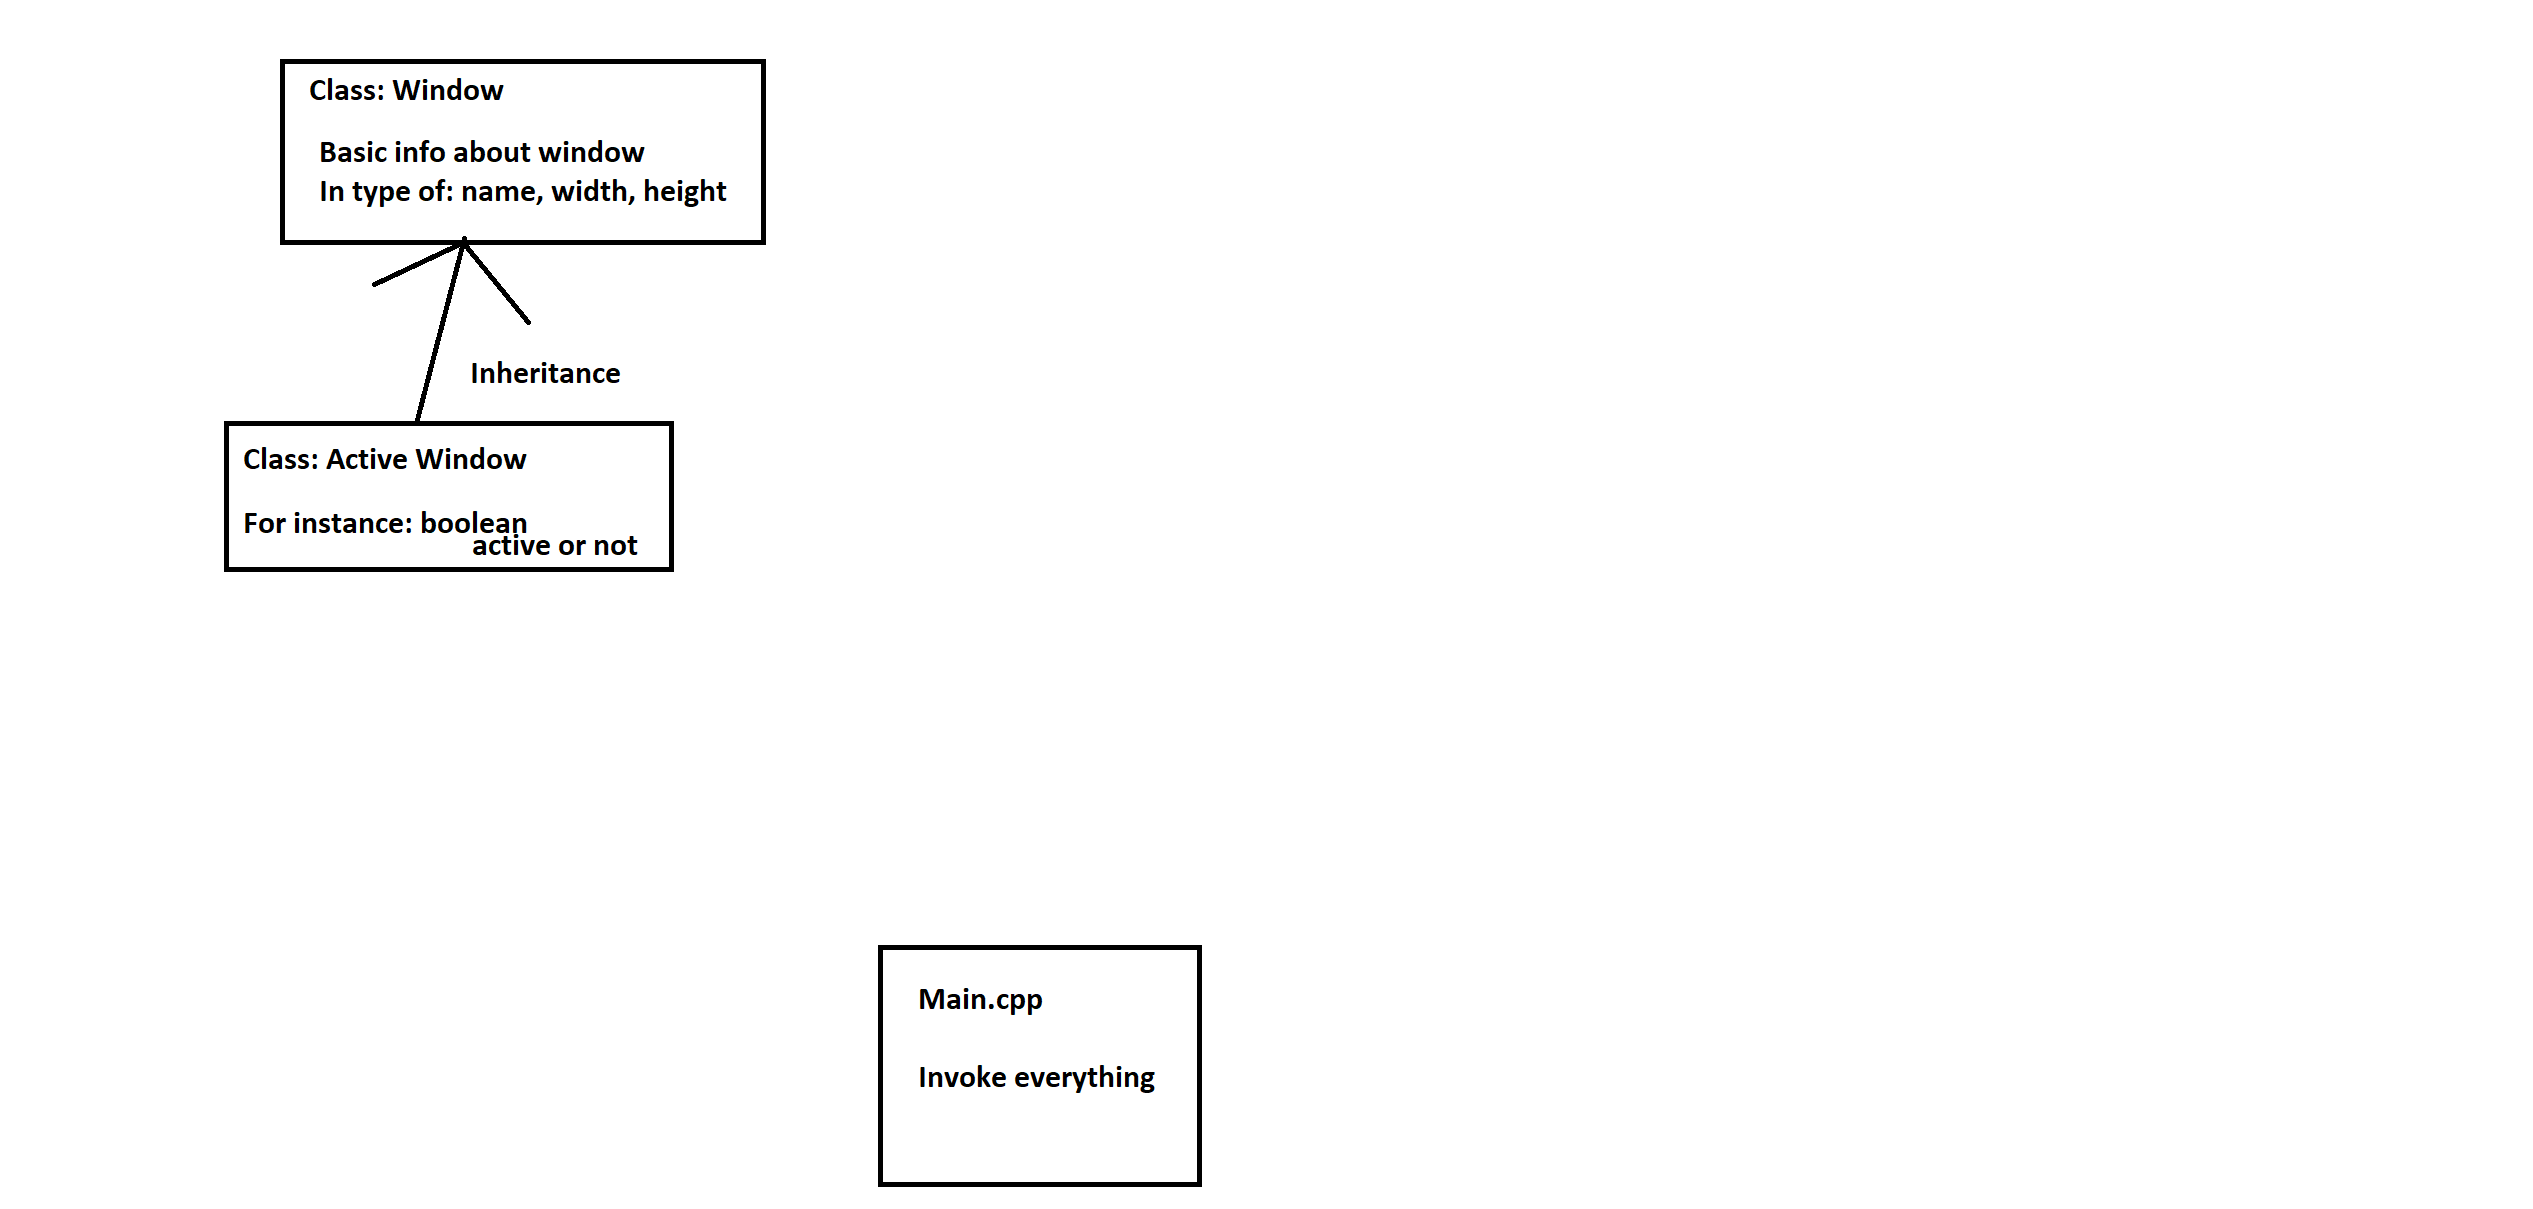 Class: Window
Basic info about window
In type of: name, width, height
Inheritance
Class: Active Window
For instance: boolean
active or not
Main.cpp
Invoke everything